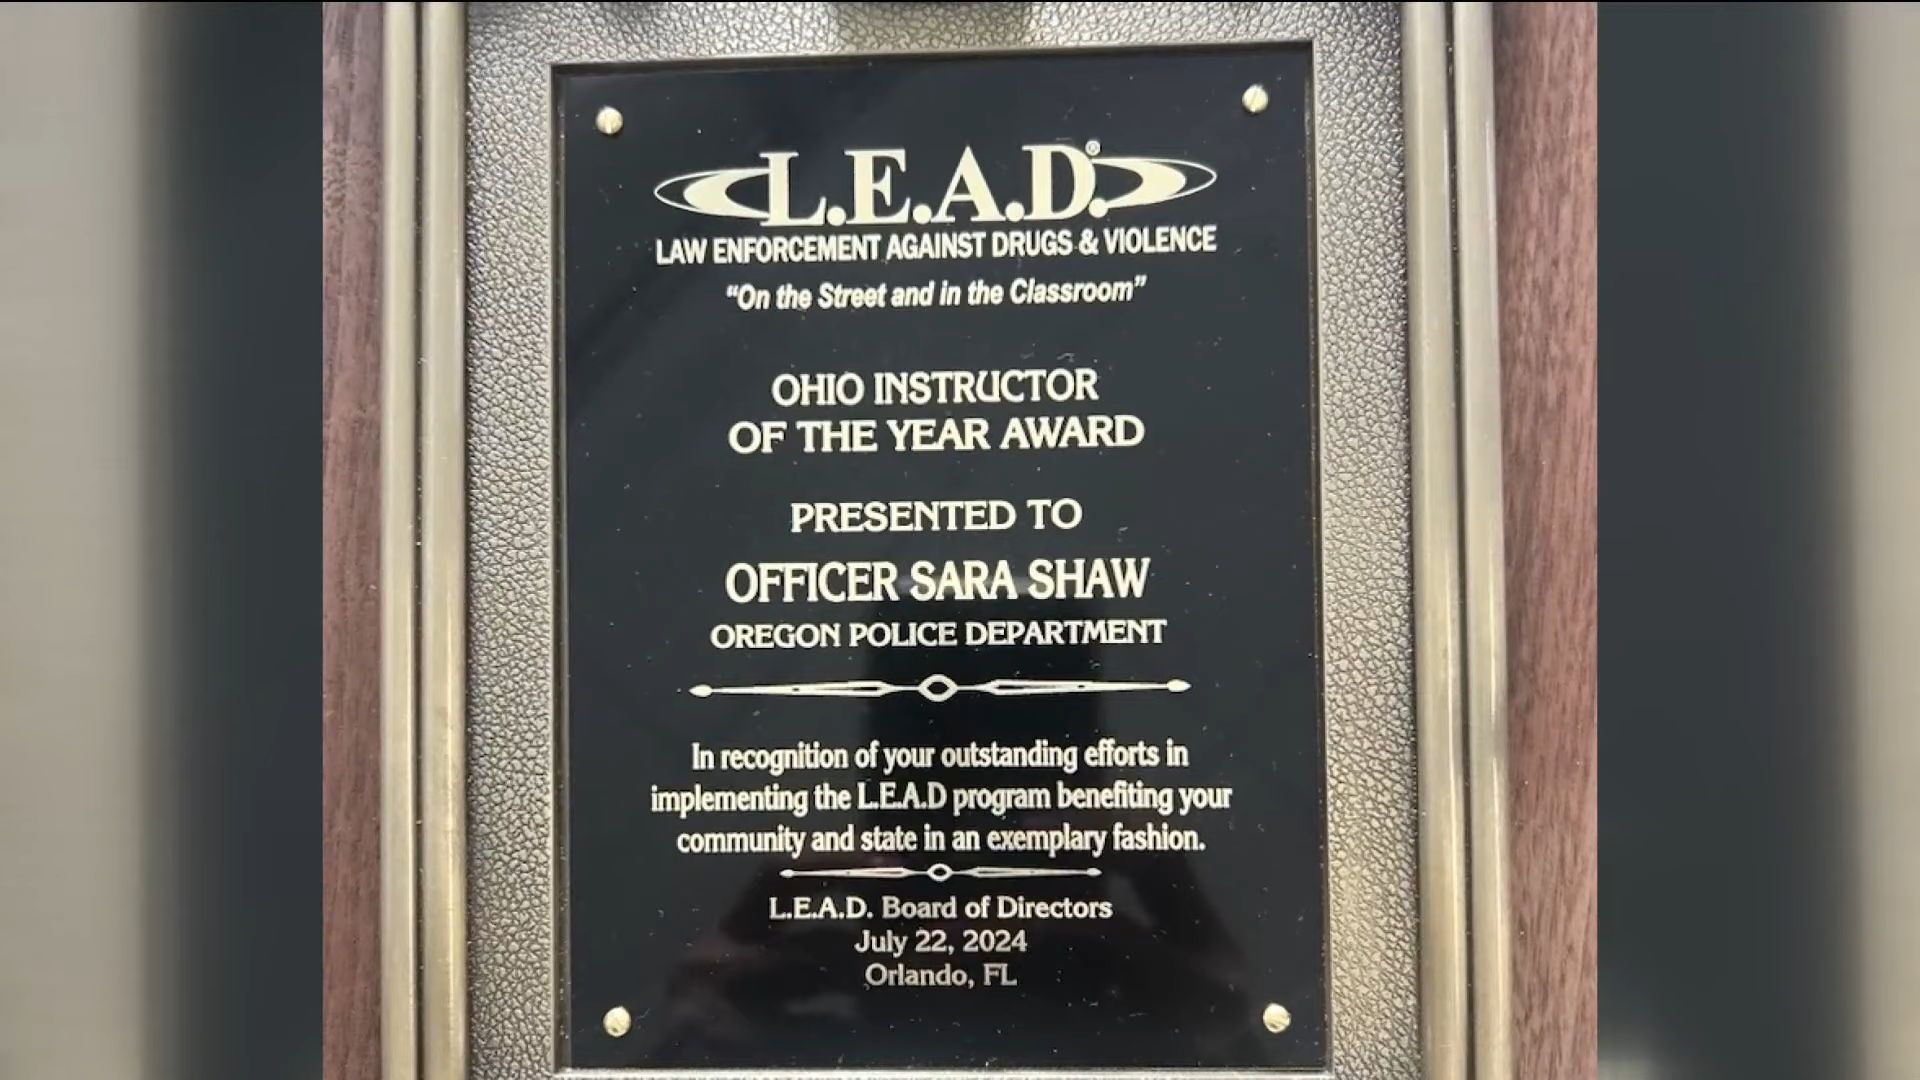 L.E.A.D.®
LAW ENFORCEMENT AGAINST DRUGS & VIOLENCE
“On the Street and in the Classroom”
OHIO INSTRUCTOR
OF THE YEAR AWARD
PRESENTED TO
OFFICER SARA SHAW
OREGON POLICE DEPARTMENT
In recognition of your outstanding efforts in
implementing the L.E.A.D program benefiting your
community and state in an exemplary fashion.
L.E.A.D. Board of Directors
July 22, 2024
Orlando, FL